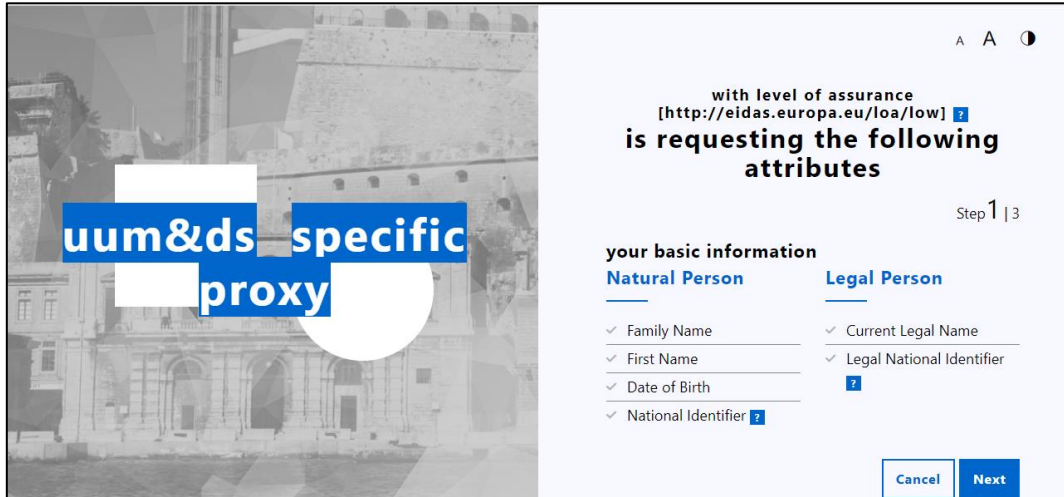 uum&ds specific
proxy
A A
with level of assurance
[http://eidas.europa.eu/loa/low] ?
is requesting the following
attributes
Step 1 | 3
your basic information
Natural Person
Family Name
First Name
Date of Birth
National Identifier ?
Legal Person
Current Legal Name
Legal National Identifier
?
Cancel Next